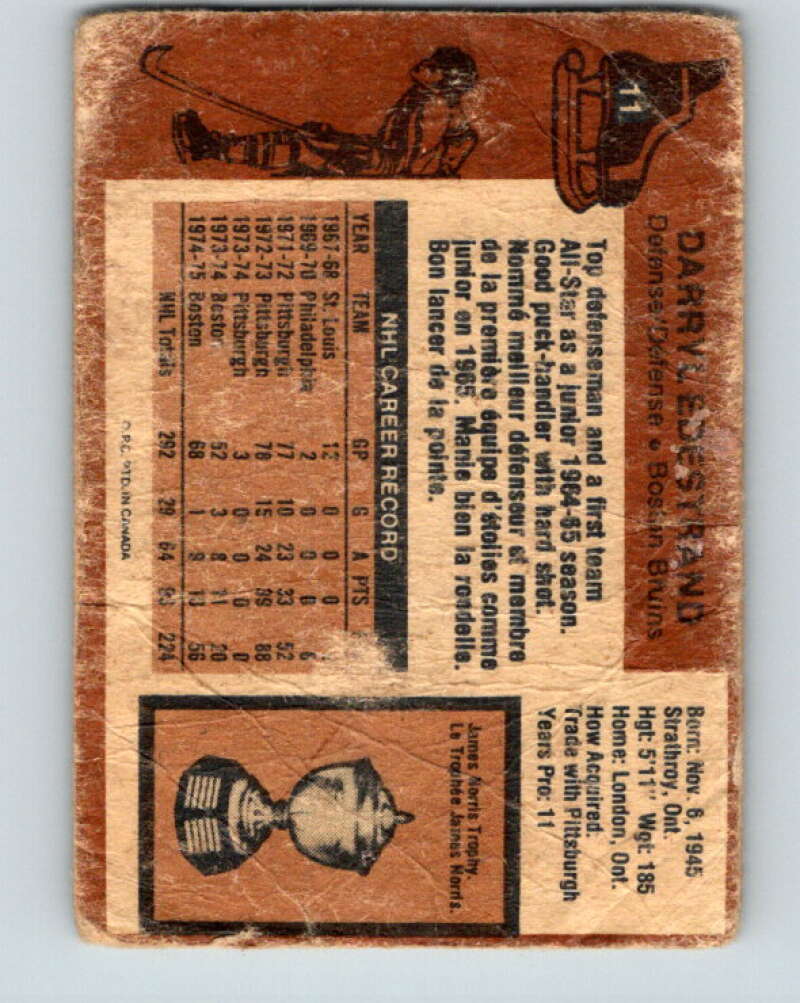 11
DARRYL EDESTRAND
Defense/Défense • Boston Bruins
Born: Nov. 6, 1945
Strathroy, Ont.
Hgt: 5'11" Wgt: 185
Home: London, Ont.
How Acquired:
Trade with Pittsburgh
Years Pro: 11
Top defenseman and a first team
All-Star as a junior 1964-65 season.
Good puck-handler with hard shot.
Nommé meilleur défenseur et membre
de la première équipe d'étoiles comme
junior en 1965. Manie bien la rondelle.
Bon lancer de la pointe.
NHL CAREER RECORD
YEAR TEAM GP G A PTS
1967-68 St. Louis 12 0 0 0
1969-70 Philadelphia 2 0 0 0 6
1971-72 Pittsburgh 77 10 23 33 52
1972-73 Pittsburgh 78 15 24 39 88
1973-74 Pittsburgh 3 0 0 0 0
1973-74 Boston 52 3 8 11 20
1974-75 Boston 68 1 9 10 56
NHL Totals 292 29 64 93 224
O.P.C. PTD. IN CANADA
James Norris Trophy.
Le Trophée James Norris.